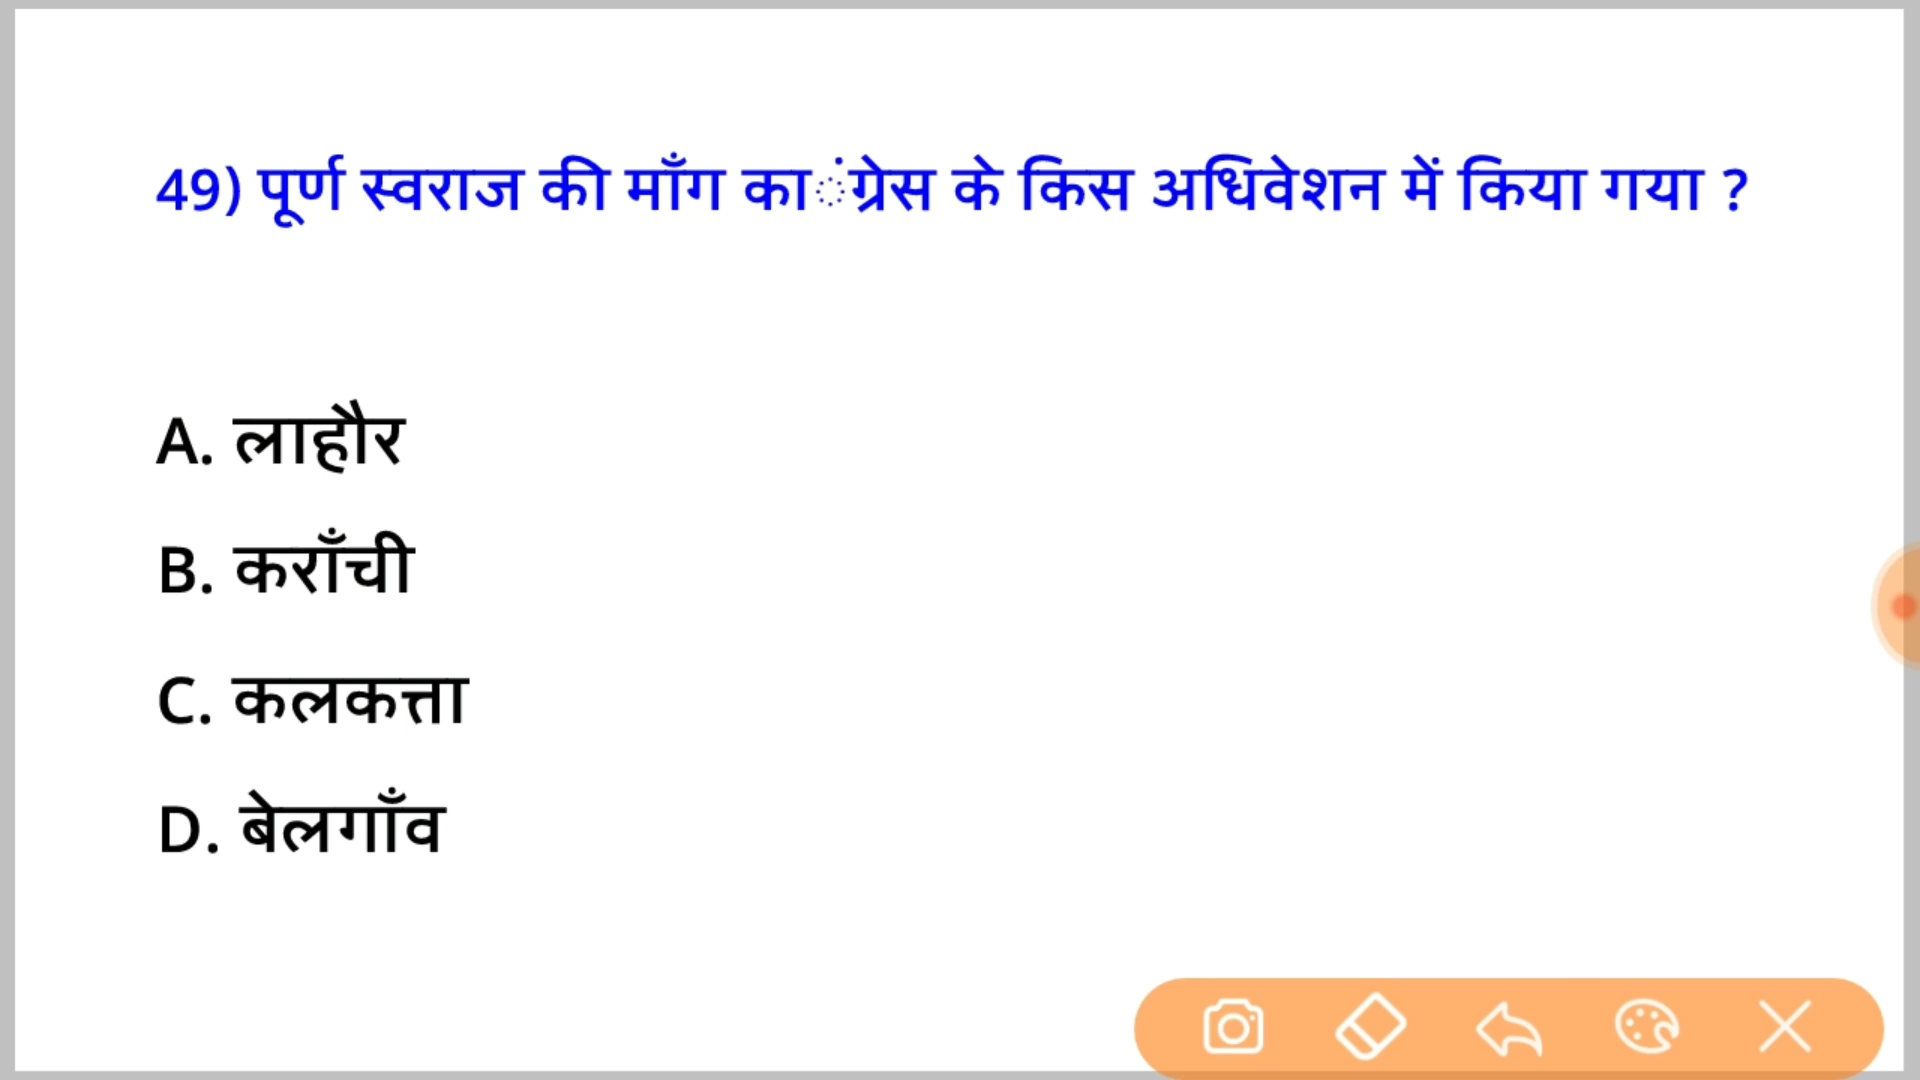 49) पूर्ण स्वराज की माँग कांग्रेस के किस अधिवेशन में किया गया ?
A. लाहौर
B. कराँची
C. कलकत्ता
D. बेलगाँव